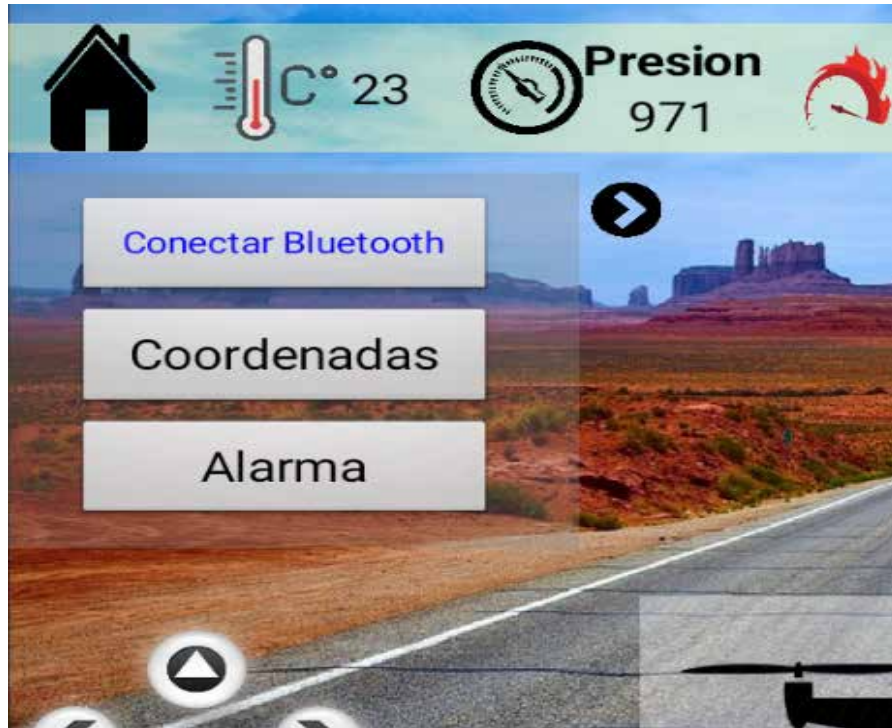 C° 23
Presion
971
Conectar Bluetooth
Coordenadas
Alarma